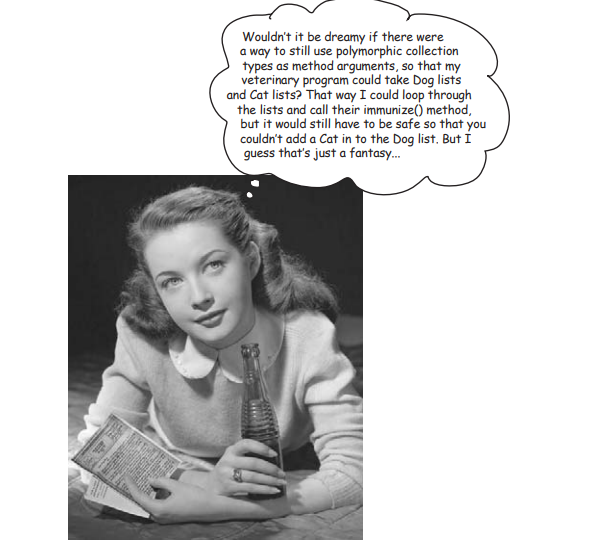 Wouldn't it be dreamy if there were
a way to still use polymorphic collection
types as method arguments, so that my
veterinary program could take Dog lists
and Cat lists? That way I could loop through
the lists and call their immunize() method,
but it would still have to be safe so that you
couldn't add a Cat in to the Dog list. But I
guess that's just a fantasy...